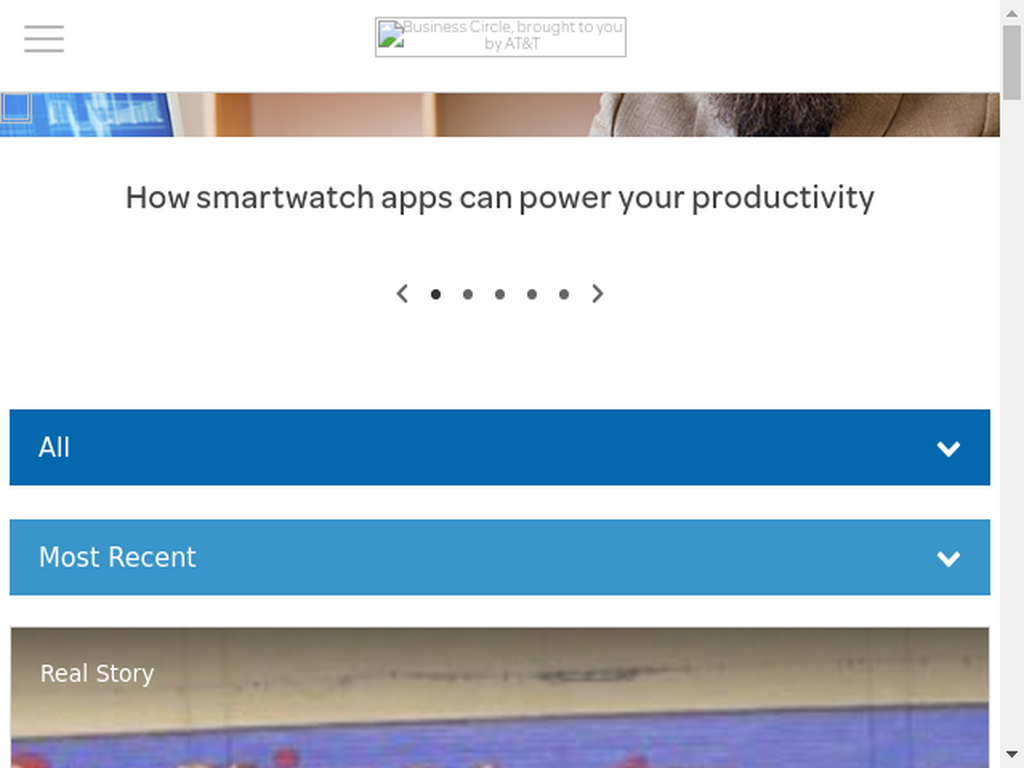 Business Circle, brought to you
by AT&T
How smartwatch apps can power your productivity
All
Most Recent
Real Story